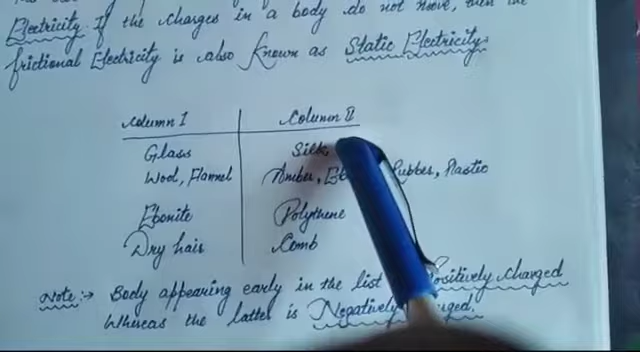 Electricity. If the charges in a body do not move, then the
frictional Electricity is also known as Static Electricity.
Column I Column II
Glass Silk
Wool, Flannel Amber, Rubber, Plastic
Ebonite Polythene
Dry hair Comb
Note:→ Body appearing early in the list Positively charged
Whereas the latter is Negatively